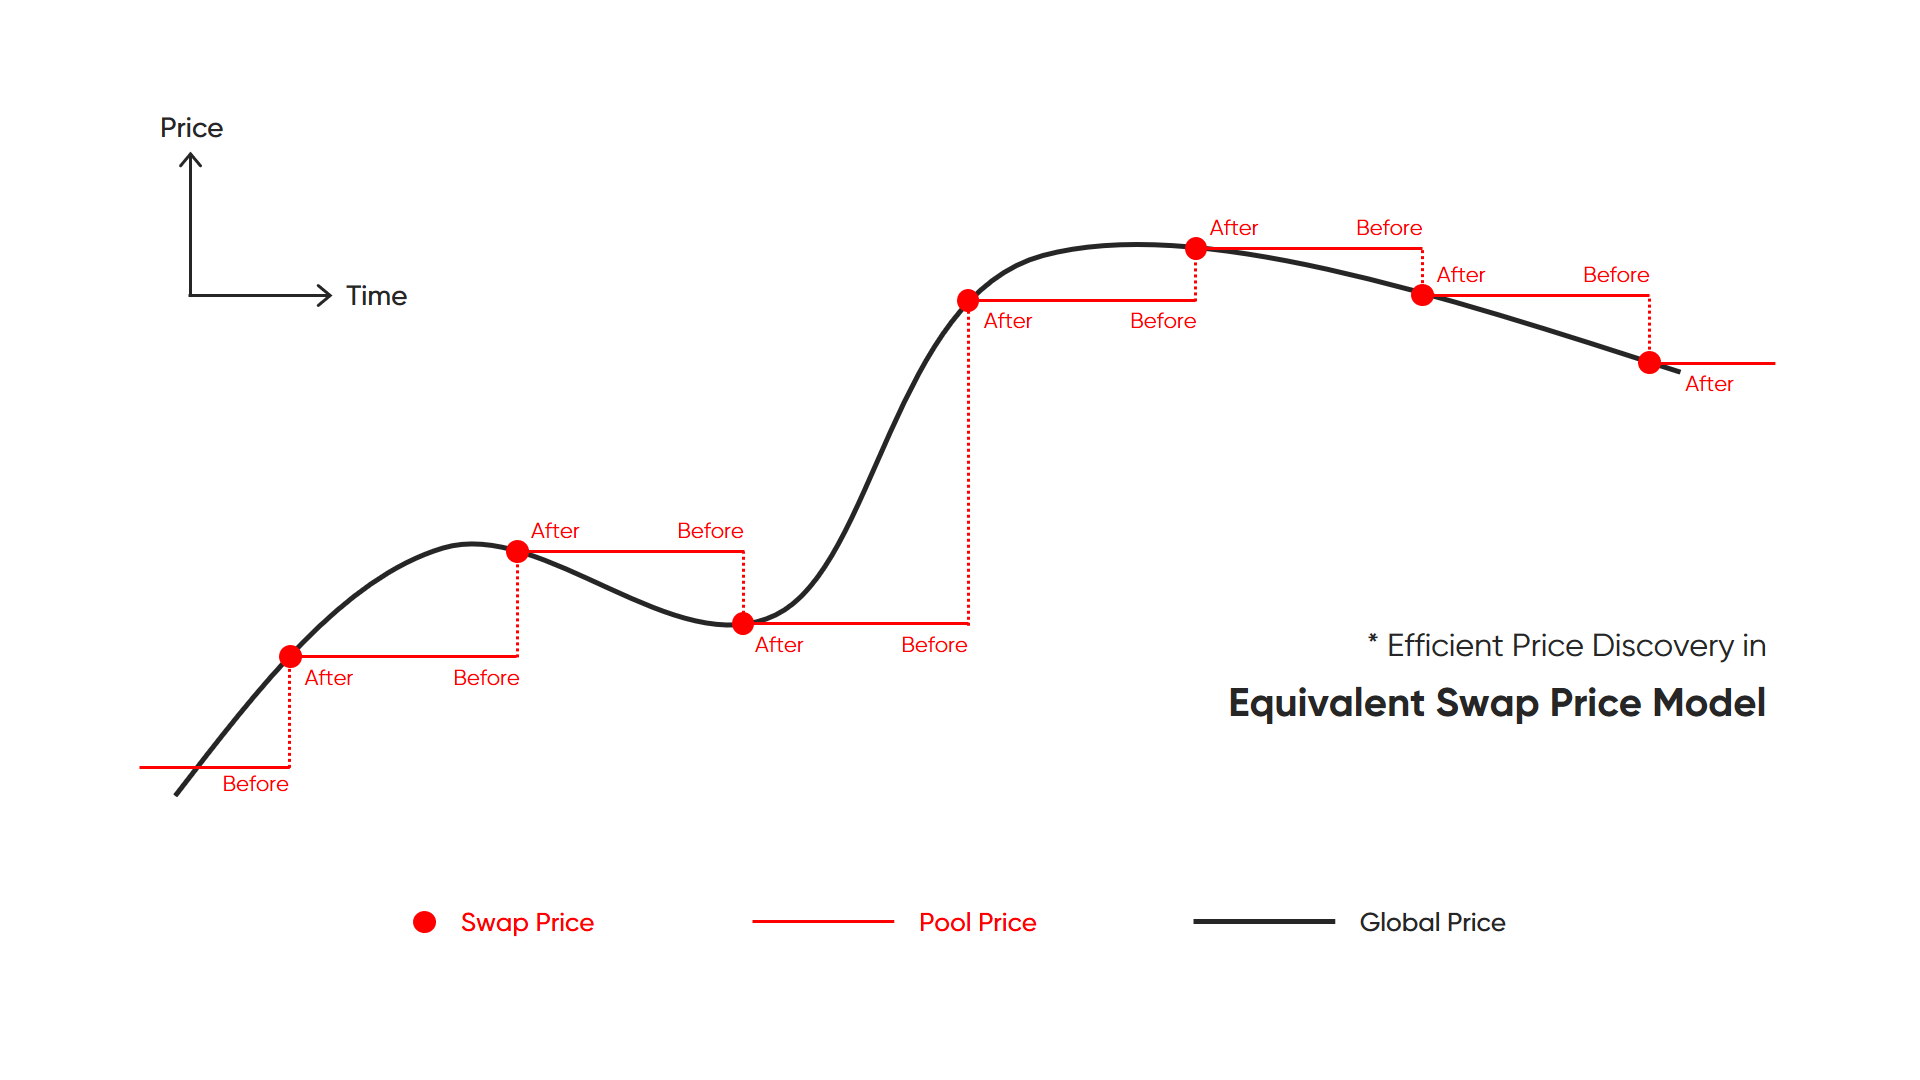 Price
Time
After
Before
After
Before
After
Before
After
After
Before
After
Before
After
Before
After
Before
* Efficient Price Discovery in
Equivalent Swap Price Model
Before
Swap Price
Pool Price
Global Price